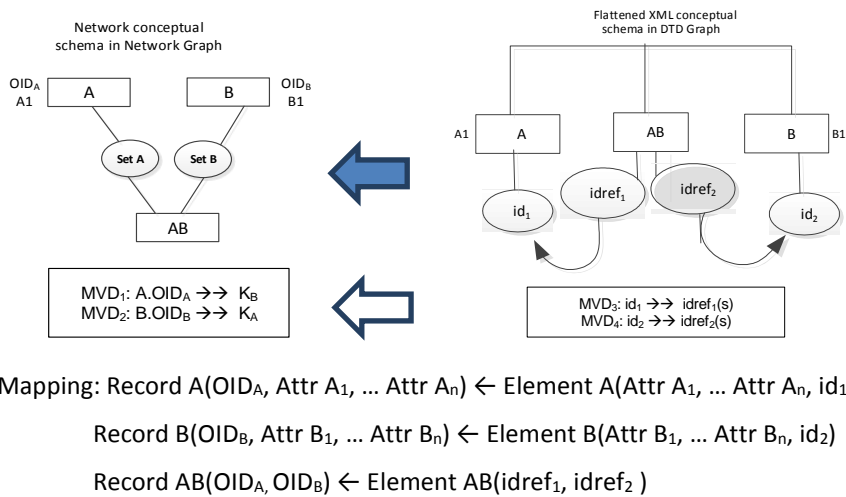 Network conceptual
schema in Network Graph
Flattened XML conceptual
schema in DTD Graph
OIDA
A1
A
B
OIDB
B1
Set A
Set B
AB
A1
A
AB
B
B1
id1
idref1
idref2
id2
MVD1: A.OIDA →→ KB
MVD2: B.OIDB →→ KA
MVD3: id1 →→ idref1(s)
MVD4: id2 →→ idref2(s)
Mapping: Record A(OIDA, Attr A1, ... Attr An) ← Element A(Attr A1, ... Attr An, id1
Record B(OIDB, Attr B1, ... Attr Bn) ← Element B(Attr B1, ... Attr Bn, id2)
Record AB(OIDA, OIDB) ← Element AB(idref1, idref2 )